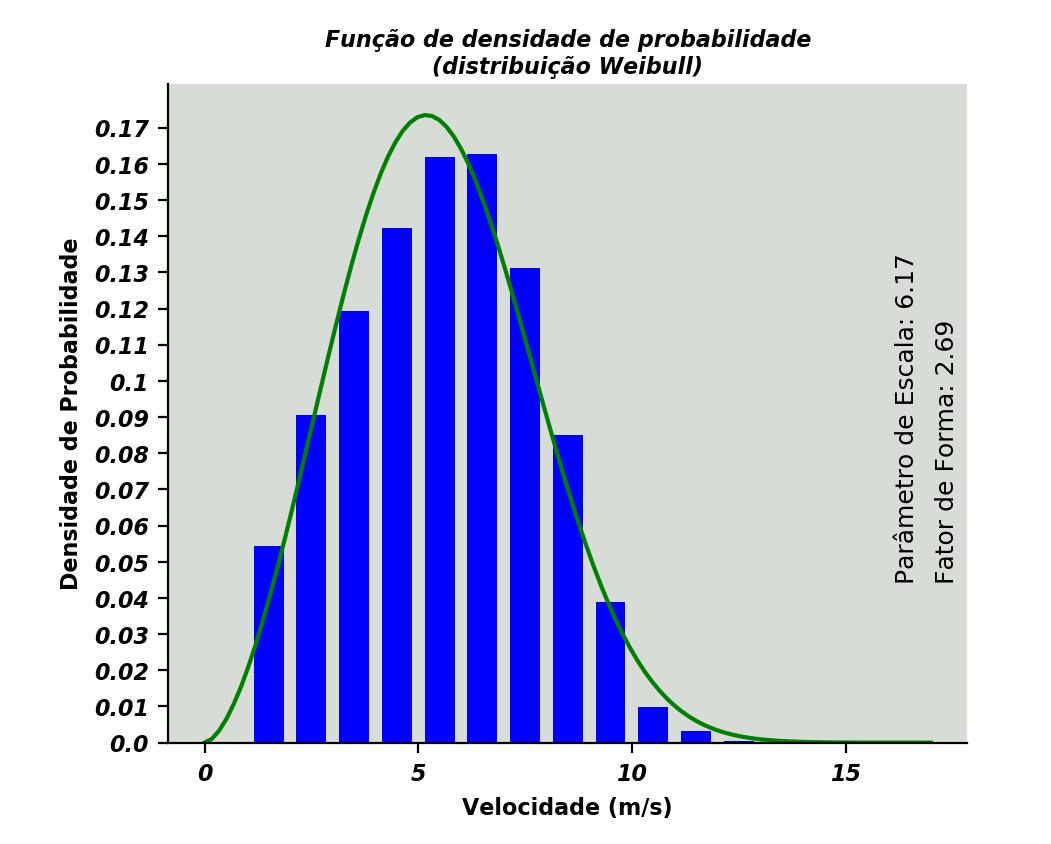 Função de densidade de probabilidade
(distribuição Weibull)
Densidade de Probabilidade
0.17
0.16
0.15
0.14
0.13
0.12
0.11
0.1
0.09
0.08
0.07
0.06
0.05
0.04
0.03
0.02
0.01
0.0
Parâmetro de Escala: 6.17
Fator de Forma: 2.69
0 5 10 15
Velocidade (m/s)